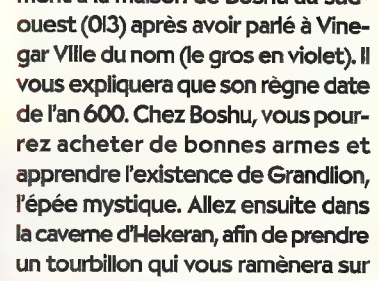 ment à la maison de Boshu au sud-
ouest (013) après avoir parlé à Vine-
gar Ville du nom (le gros en violet). Il
vous expliquera que son règne date
de l'an 600. Chez Boshu, vous pour-
rez acheter de bonnes armes et
apprendre l'existence de Grandlion,
l'épée mystique. Allez ensuite dans
la caverne d'Hekeran, afin de prendre
un tourbillon qui vous ramènera sur